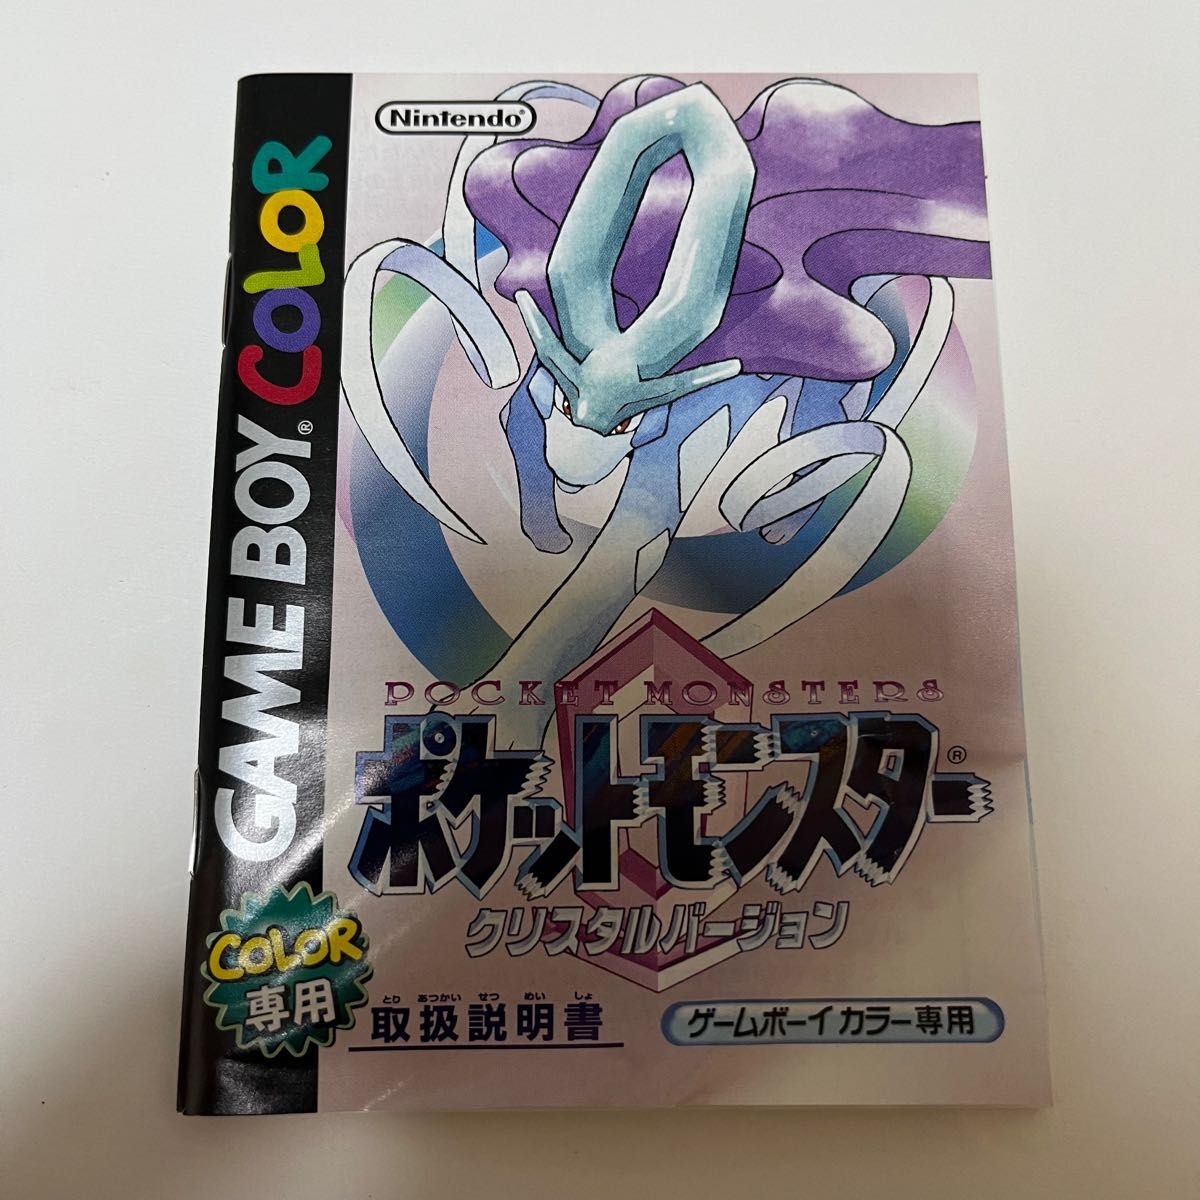 Nintendo®
GAME BOY® COLOR
POCKET MONSTERS
ポケットモンスター®
クリスタルバージョン
COLOR
専用
とり あつかい せつ めい しょ
取扱説明書
ゲームボーイカラー専用